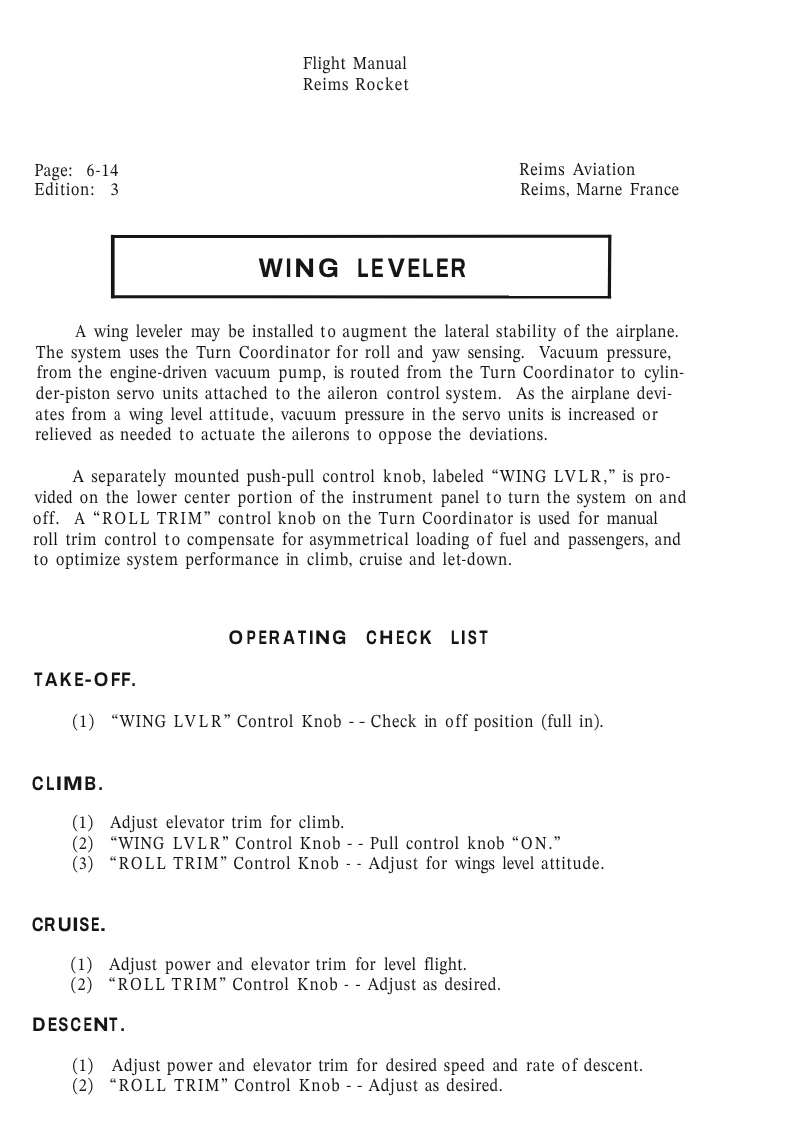 Flight Manual
Reims Rocket
Page: 6-14
Edition: 3
Reims Aviation
Reims, Marne France
WING LEVELER
A wing leveler may be installed to augment the lateral stability of the airplane.
The system uses the Turn Coordinator for roll and yaw sensing. Vacuum pressure,
from the engine-driven vacuum pump, is routed from the Turn Coordinator to cylin-
der-piston servo units attached to the aileron control system. As the airplane devi-
ates from a wing level attitude, vacuum pressure in the servo units is increased or
relieved as needed to actuate the ailerons to oppose the deviations.
A separately mounted push-pull control knob, labeled “WING LVLR,” is pro-
vided on the lower center portion of the instrument panel to turn the system on and
off. A “ROLL TRIM” control knob on the Turn Coordinator is used for manual
roll trim control to compensate for asymmetrical loading of fuel and passengers, and
to optimize system performance in climb, cruise and let-down.
OPERATING CHECK LIST
TAKE-OFF.
(1) “WING LVLR” Control Knob - - Check in off position (full in).
CLIMB.
(1) Adjust elevator trim for climb.
(2) “WING LVLR” Control Knob - - Pull control knob “ON.”
(3) “ROLL TRIM” Control Knob - - Adjust for wings level attitude.
CRUISE.
(1) Adjust power and elevator trim for level flight.
(2) “ROLL TRIM” Control Knob - - Adjust as desired.
DESCENT.
(1) Adjust power and elevator trim for desired speed and rate of descent.
(2) “ROLL TRIM” Control Knob - - Adjust as desired.